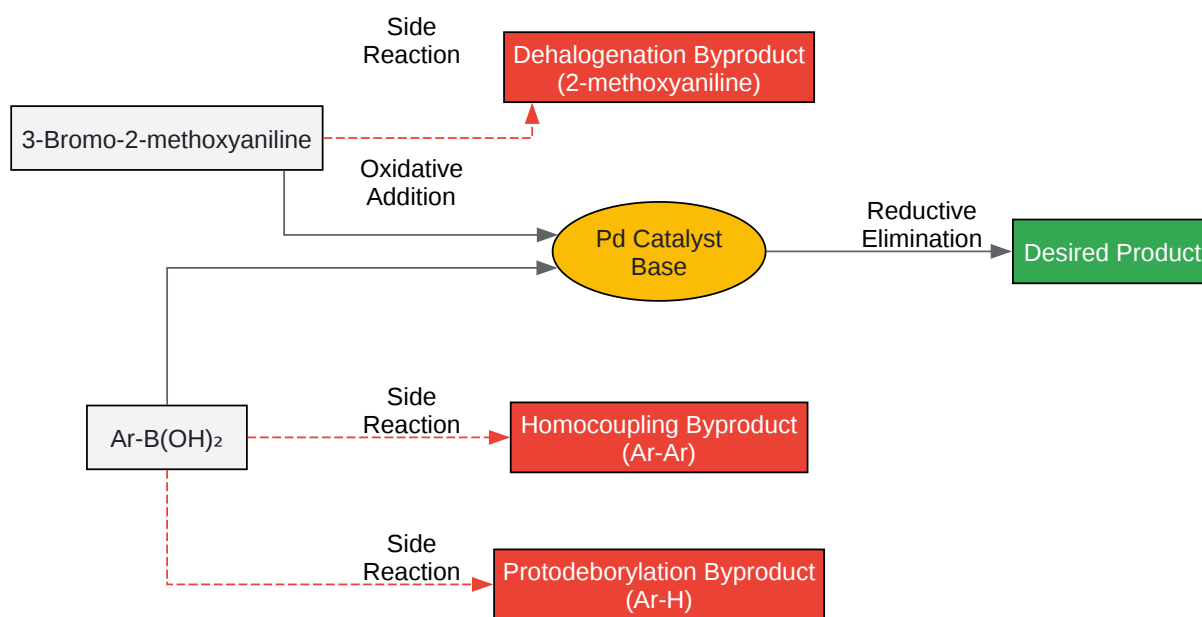 Side
Reaction
Dehalogenation Byproduct
(2-methoxyaniline)
3-Bromo-2-methoxyaniline
Oxidative
Addition
Pd Catalyst
Base
Reductive
Elimination
Desired Product
Ar-B(OH)₂
Side
Reaction
Homocoupling Byproduct
(Ar-Ar)
Side
Reaction
Protodeborylation Byproduct
(Ar-H)